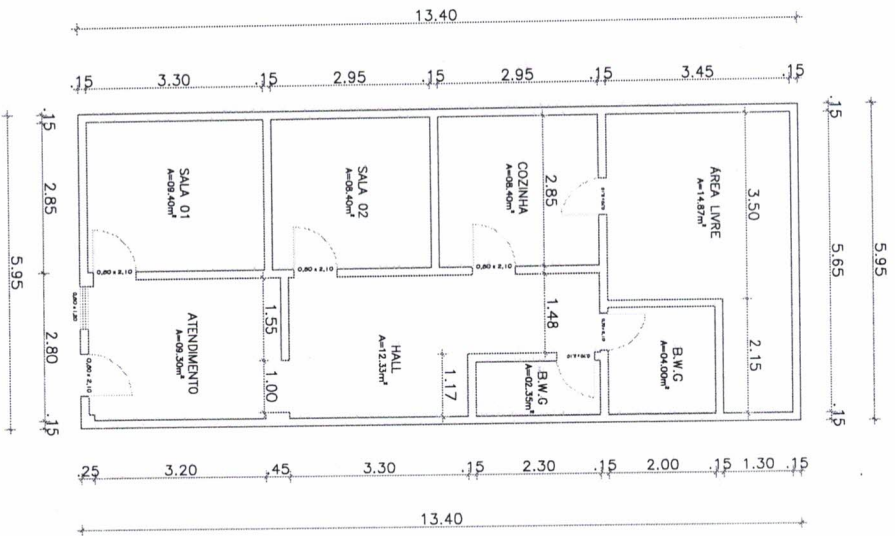 13.40
.15 3.30 .15 2.95 .15 2.95 .15 3.45 .15
.15
2.85
2.80
.15
5.95
SALA 01
A=09.40m²
SALA 02
A=08.40m²
COZINHA
A=08.40m²
ÁREA LIVRE
A=14.87m²
2.85
3.50
0,80 x 2,10
0,80 x 2,10
0,80 x 2,10
ATENDIMENTO
A=09.30m²
0,80 x 2,10
1.55
1.00
HALL
A=12.33m²
1.48
1.17
B.W.G
A=02.35m²
B.W.G
A=04.00m²
2.15
.15
5.65
.15
5.95
.25 3.20 .45 3.30 .15 2.30 .15 2.00 .15 1.30 .15
13.40